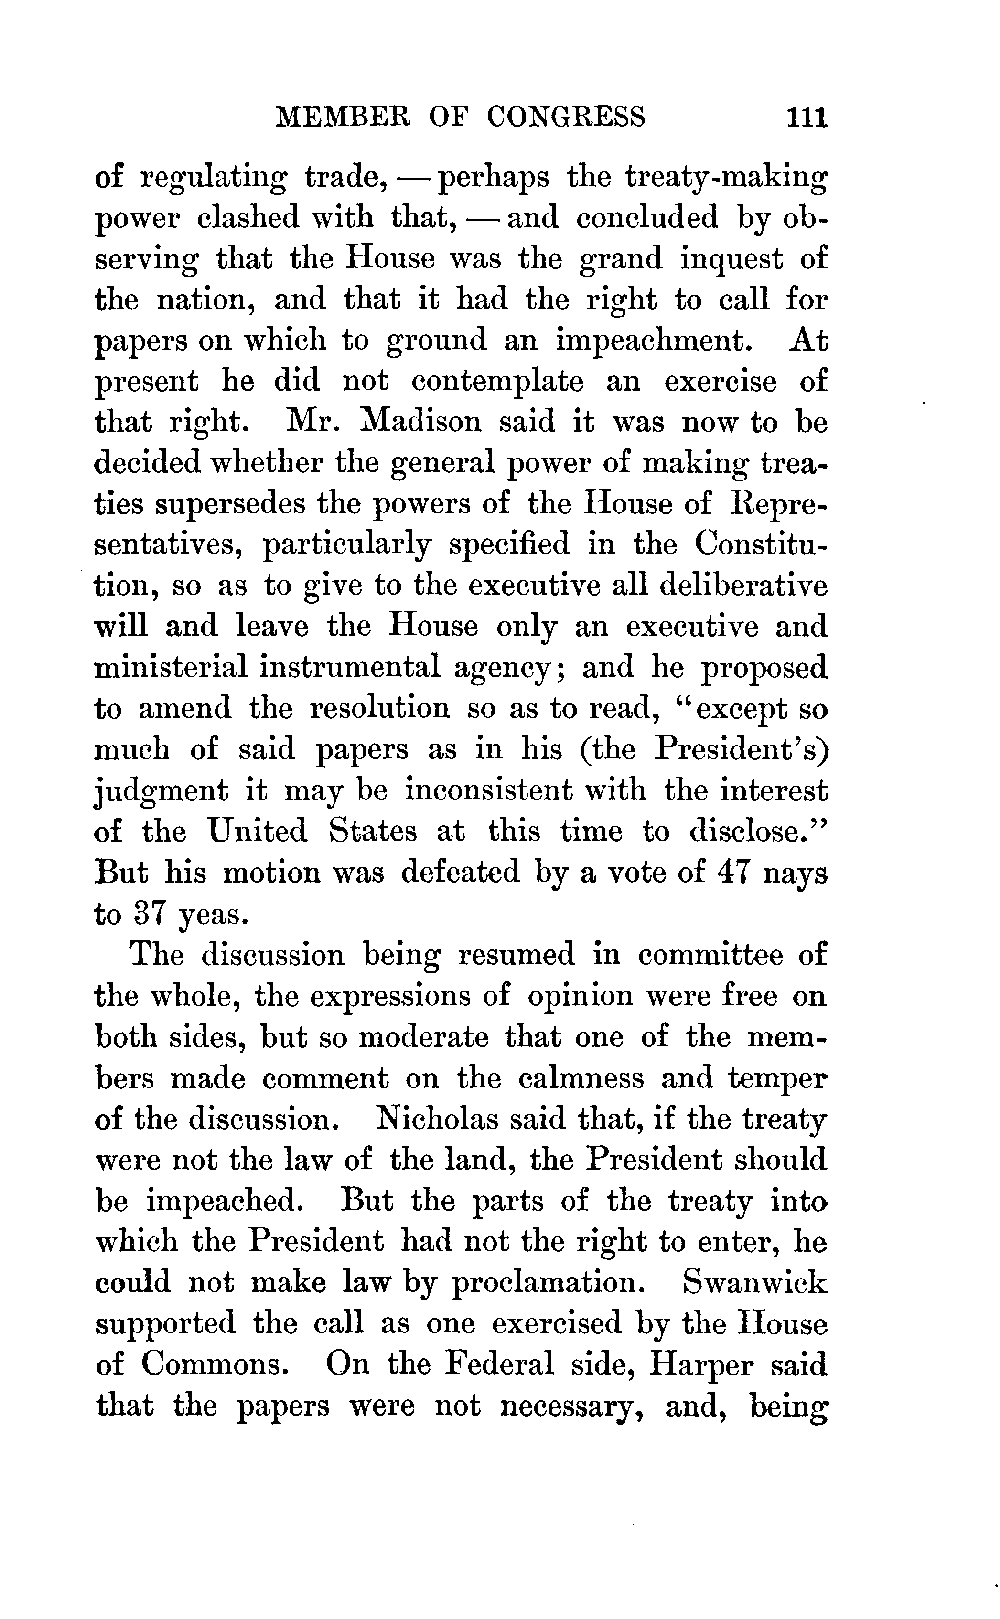 MEMBER OF CONGRESS 111
of regulating trade, — perhaps the treaty-making
power clashed with that, — and concluded by ob-
serving that the House was the grand inquest of
the nation, and that it had the right to call for
papers on which to ground an impeachment. At
present he did not contemplate an exercise of
that right. Mr. Madison said it was now to be
decided whether the general power of making trea-
ties supersedes the powers of the House of Repre-
sentatives, particularly specified in the Constitu-
tion, so as to give to the executive all deliberative
will and leave the House only an executive and
ministerial instrumental agency; and he proposed
to amend the resolution so as to read, "except so
much of said papers as in his (the President's)
judgment it may be inconsistent with the interest
of the United States at this time to disclose."
But his motion was defeated by a vote of 47 nays
to 37 yeas.
The discussion being resumed in committee of
the whole, the expressions of opinion were free on
both sides, but so moderate that one of the mem-
bers made comment on the calmness and temper
of the discussion. Nicholas said that, if the treaty
were not the law of the land, the President should
be impeached. But the parts of the treaty into
which the President had not the right to enter, he
could not make law by proclamation. Swanwick
supported the call as one exercised by the House
of Commons. On the Federal side, Harper said
that the papers were not necessary, and, being